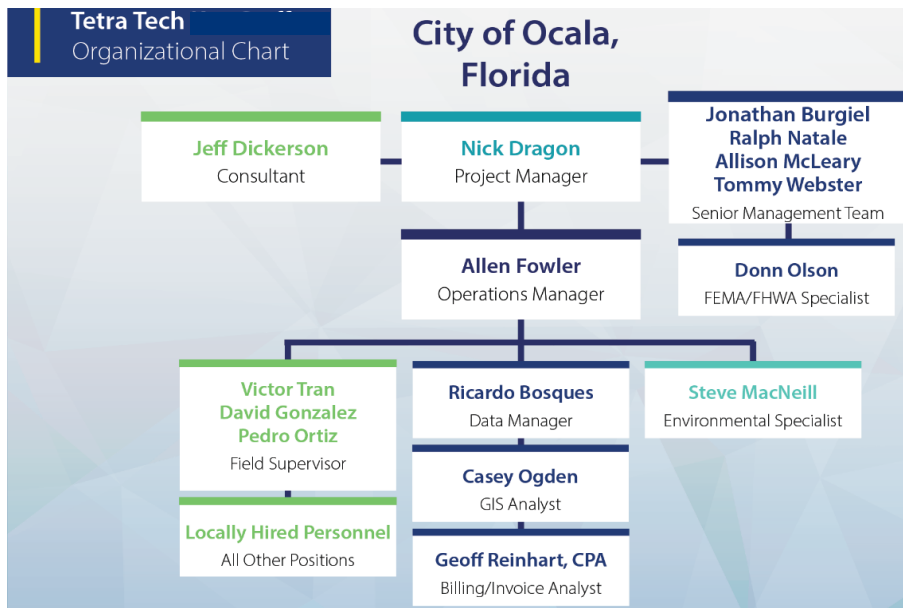 Tetra Tech
Organizational Chart
City of Ocala,
Florida
Jeff Dickerson
Consultant
Nick Dragon
Project Manager
Jonathan Burgiel
Ralph Natale
Allison McLeary
Tommy Webster
Senior Management Team
Allen Fowler
Operations Manager
Donn Olson
FEMA/FHWA Specialist
Victor Tran
David Gonzalez
Pedro Ortiz
Field Supervisor
Locally Hired Personnel
All Other Positions
Ricardo Bosques
Data Manager
Casey Ogden
GIS Analyst
Geoff Reinhart, CPA
Billing/Invoice Analyst
Steve MacNeill
Environmental Specialist